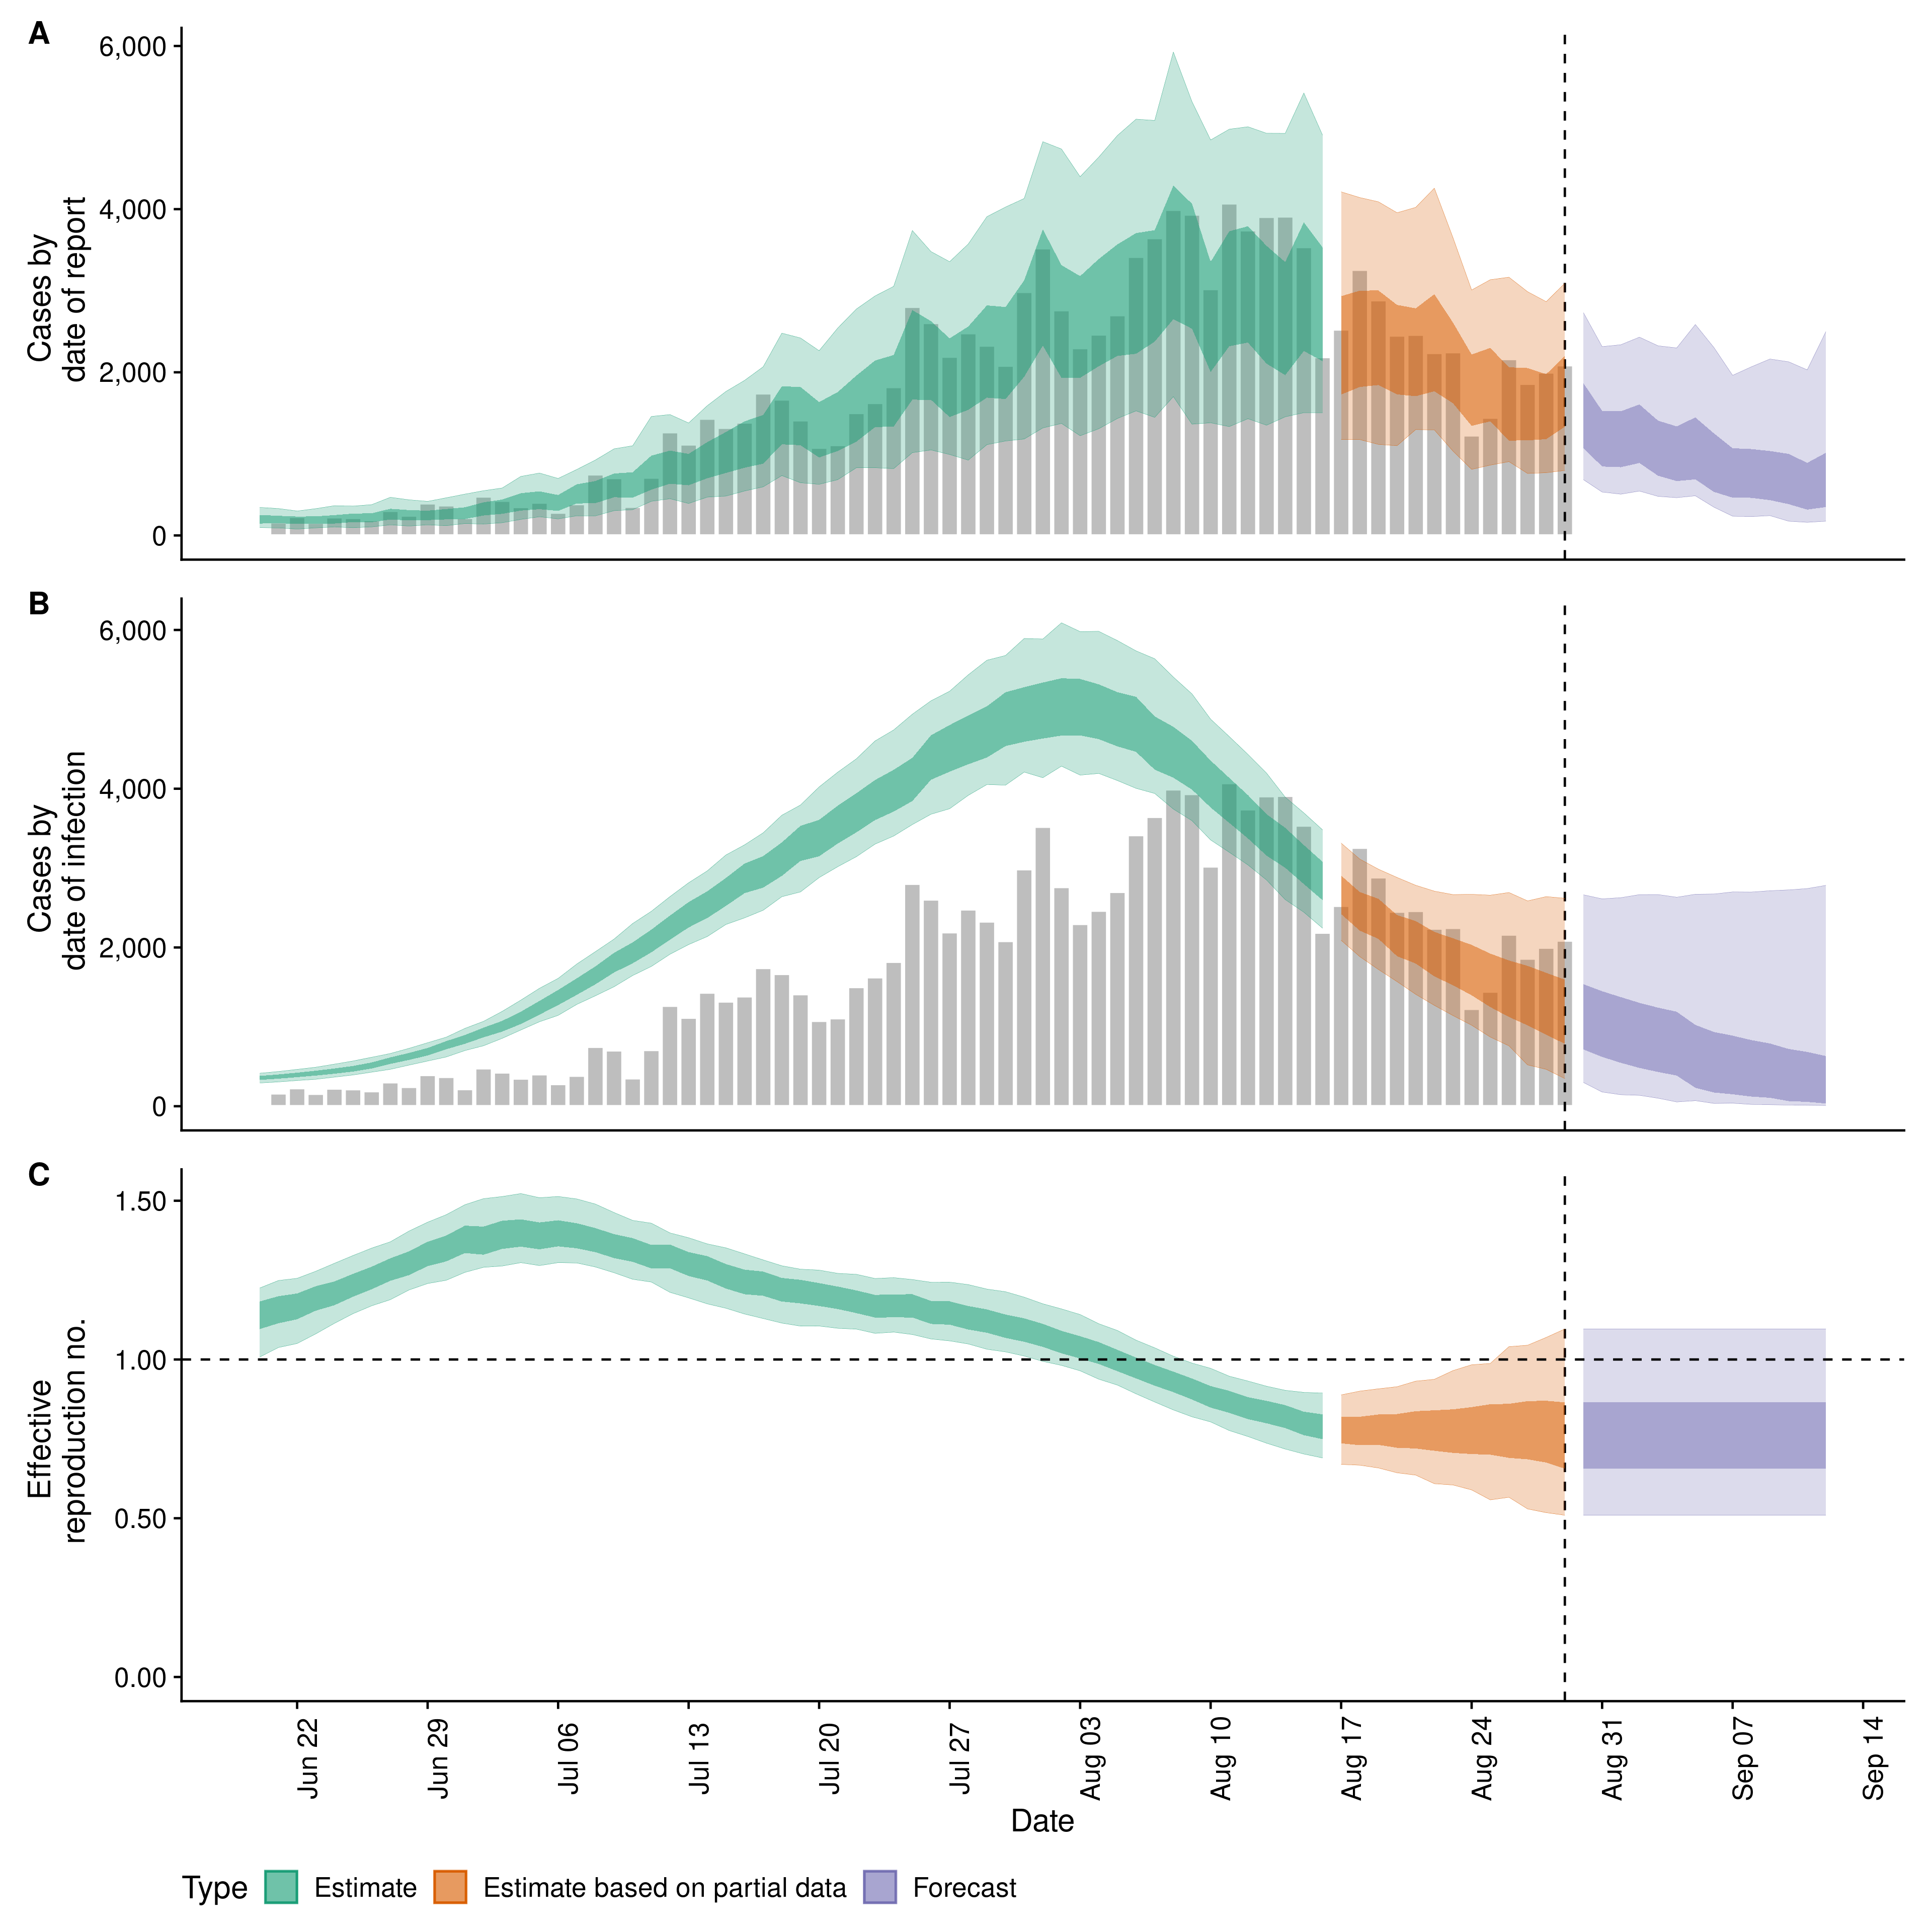 A
6,000
4,000
2,000
0
Cases by
date of report
B
6,000
4,000
2,000
0
Cases by
date of infection
C
1.50
1.00
0.50
0.00
Effective
reproduction no.
Jun 22
Jun 29
Jul 06
Jul 13
Jul 20
Jul 27
Aug 03
Aug 10
Aug 17
Aug 24
Aug 31
Sep 07
Sep 14
Date
Type Estimate Estimate based on partial data Forecast